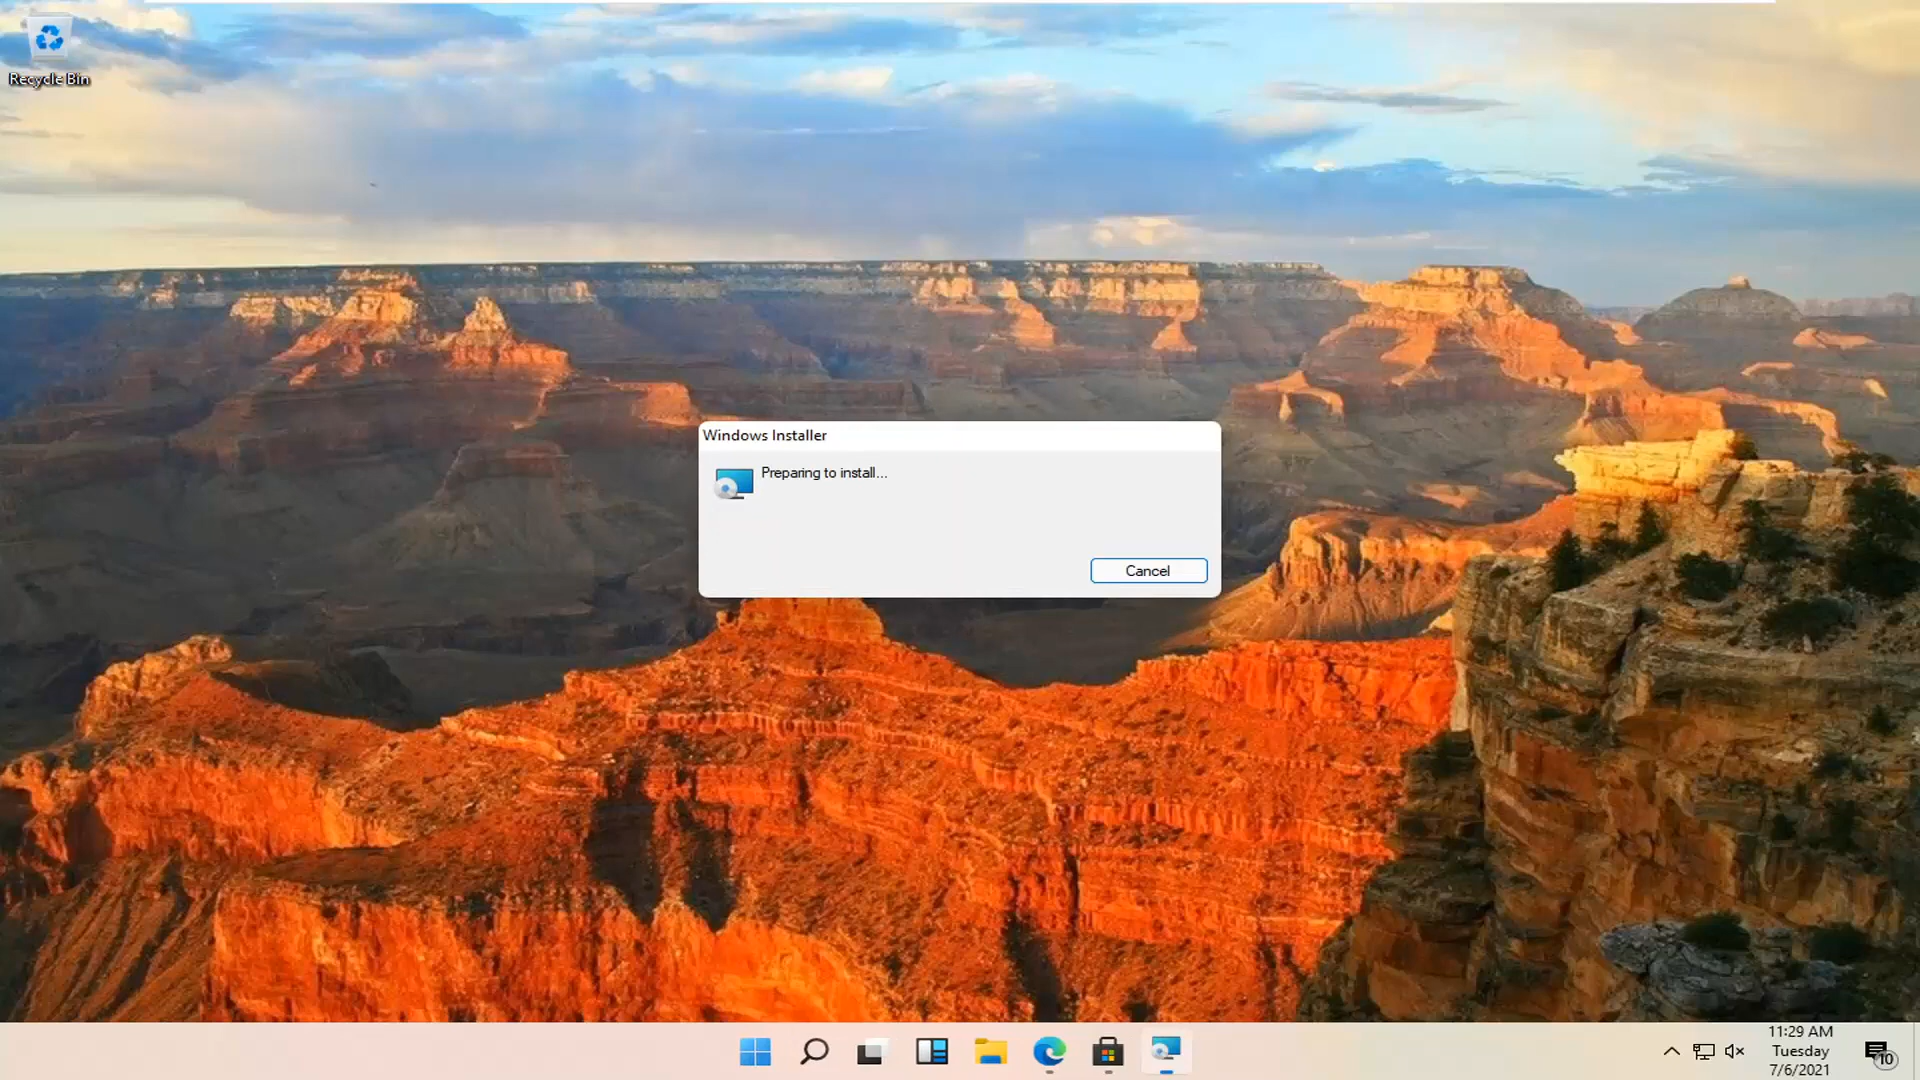 Recycle Bin
Windows Installer
Preparing to install...
Cancel
11:29 AM
Tuesday
7/6/2021
10